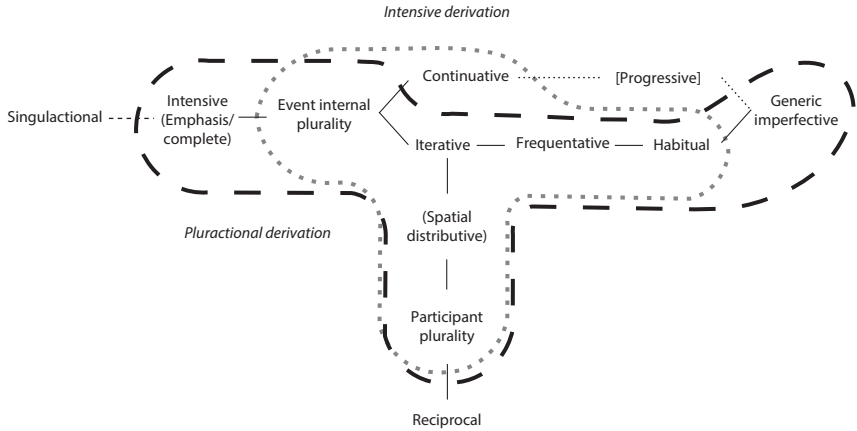 Intensive derivation
Continuative
[Progressive]
Singulactional
Intensive
(Emphasis/
complete)
Event internal
plurality
Generic
imperfective
Iterative
Frequentative
Habitual
(Spatial
distributive)
Pluractional derivation
Participant
plurality
Reciprocal